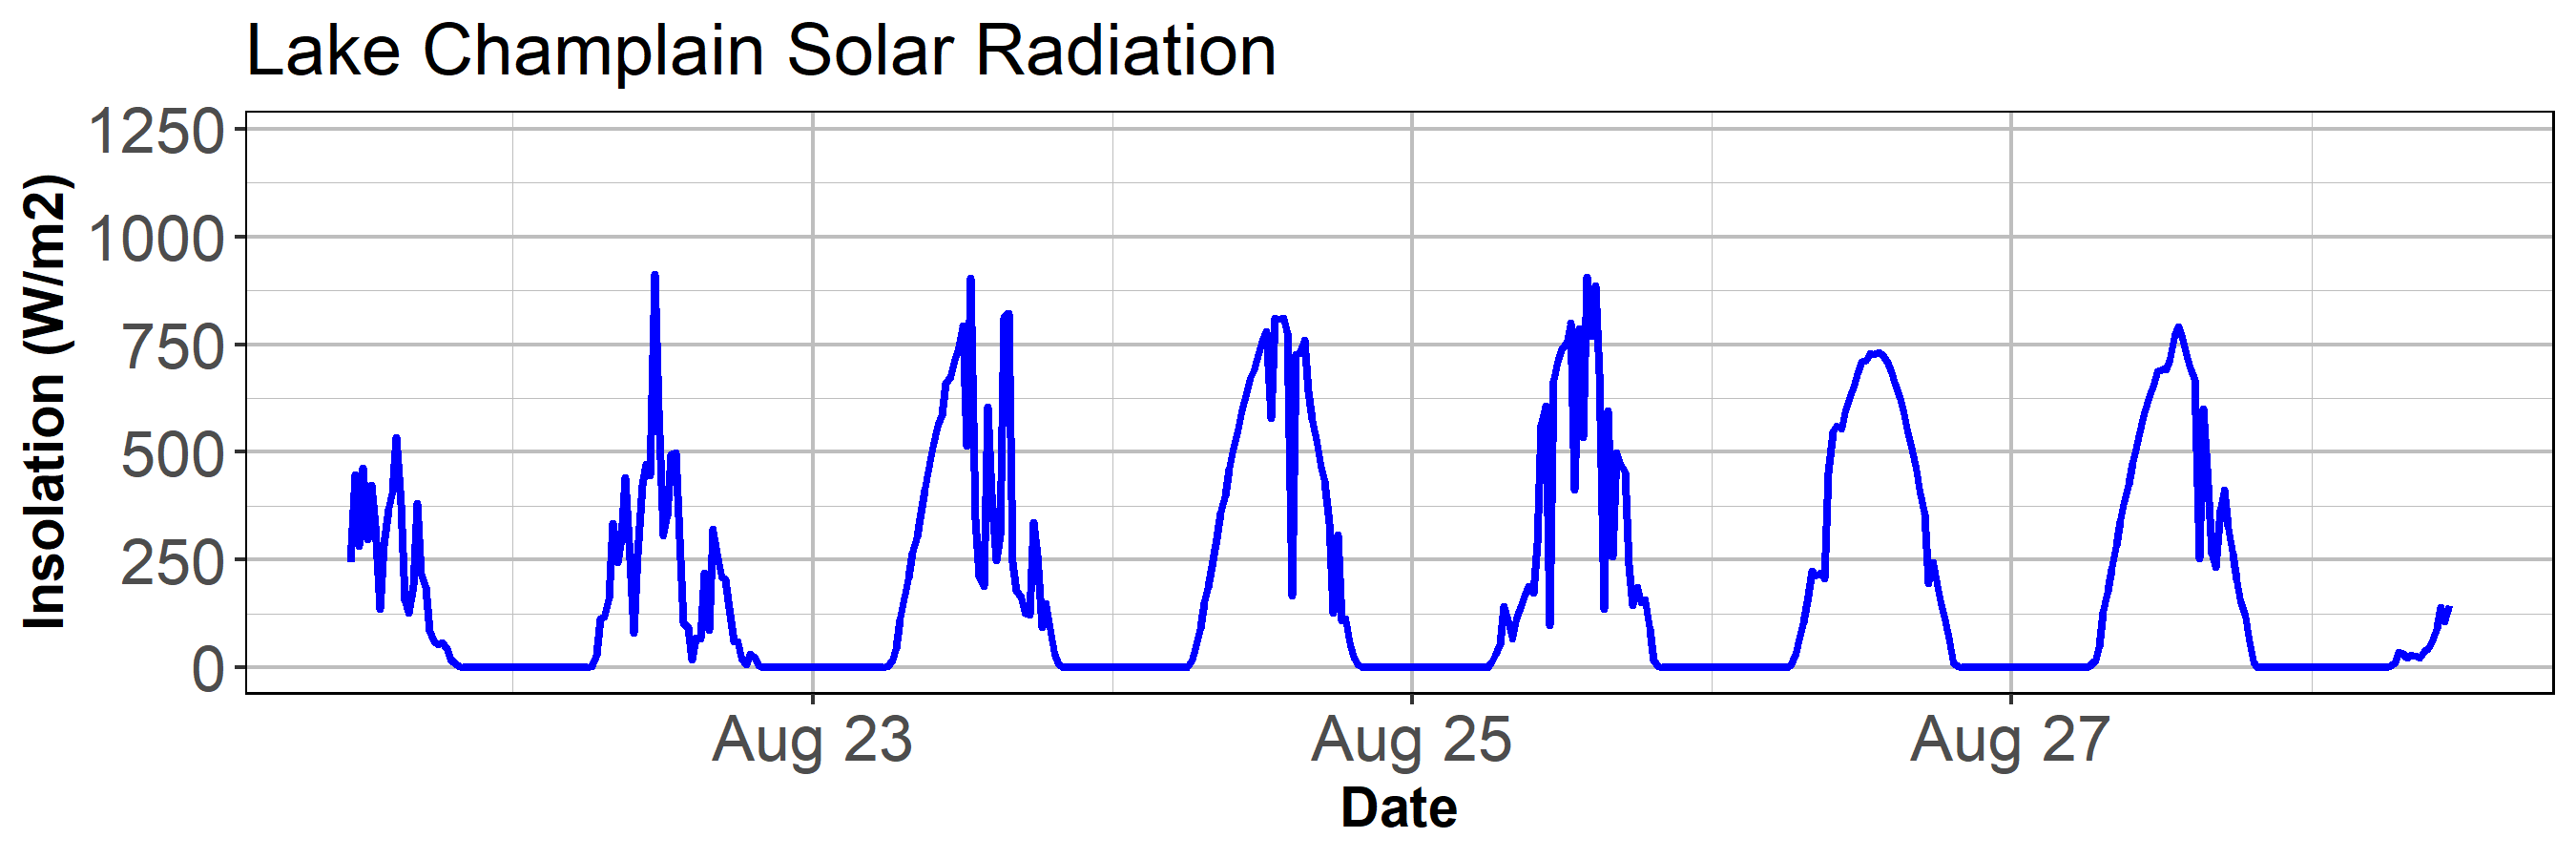 Lake Champlain Solar Radiation
Insolation (W/m2)
1250
1000
750
500
250
0
Aug 23
Aug 25
Aug 27
Date